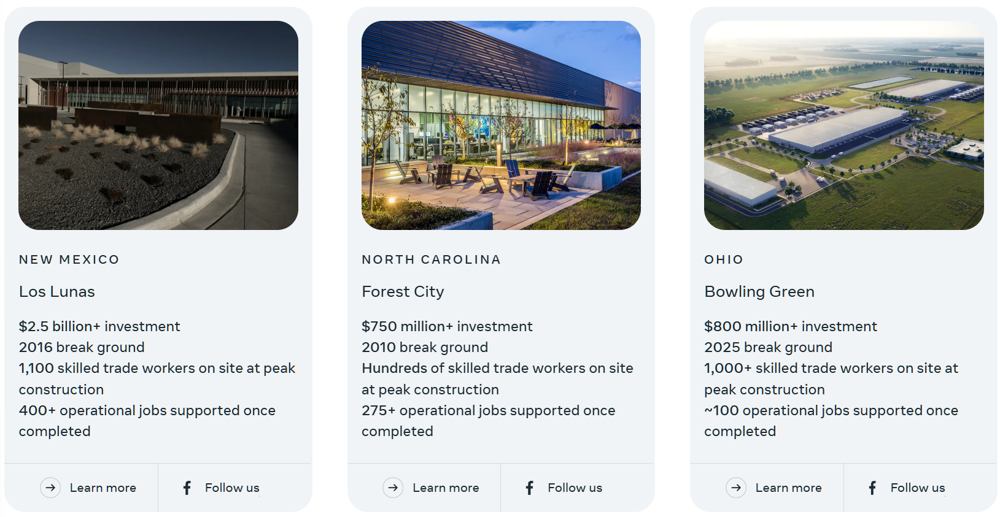 NEW MEXICO
Los Lunas
$2.5 billion+ investment
2016 break ground
1,100 skilled trade workers on site at peak
construction
400+ operational jobs supported once
completed
Learn more
Follow us
NORTH CAROLINA
Forest City
$750 million+ investment
2010 break ground
Hundreds of skilled trade workers on site
at peak construction
275+ operational jobs supported once
completed
Learn more
Follow us
OHIO
Bowling Green
$800 million+ investment
2025 break ground
1,000+ skilled trade workers on site at
peak construction
~100 operational jobs supported once
completed
Learn more
Follow us